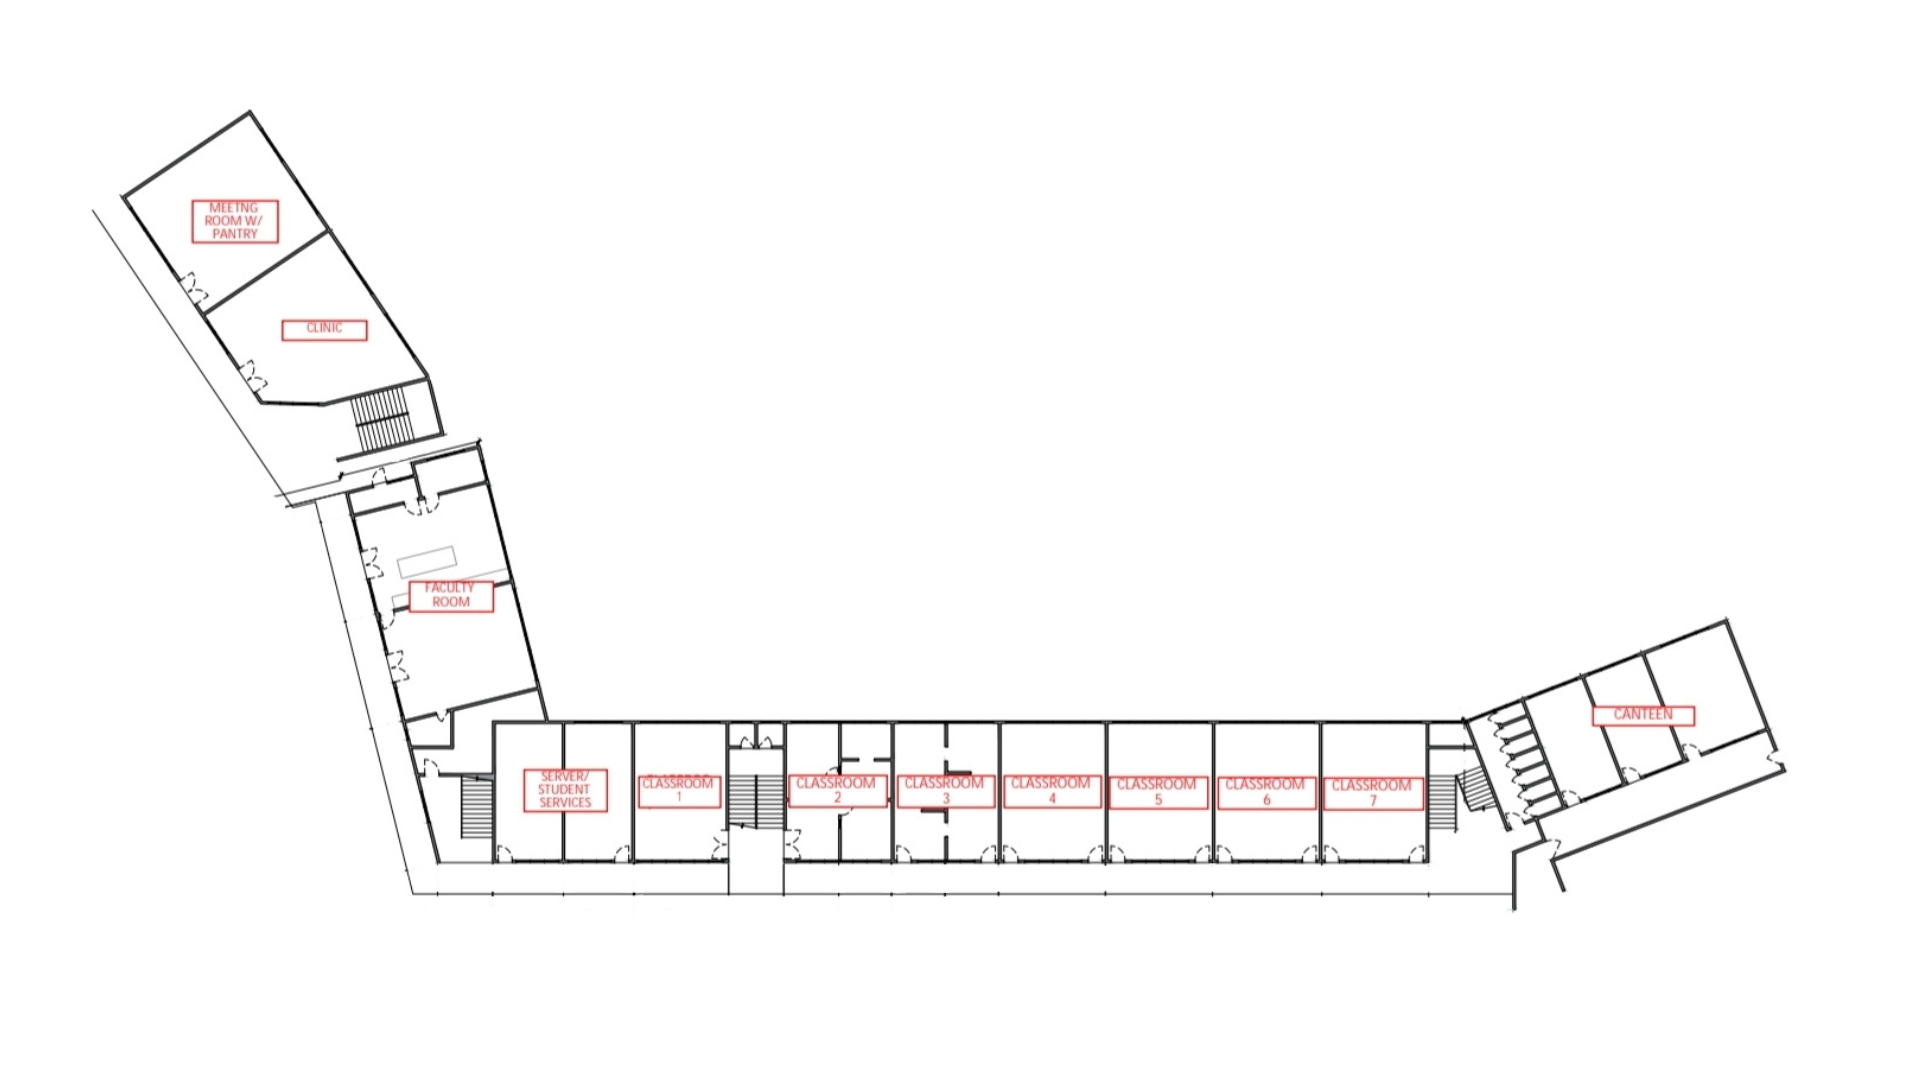 MEETNG
ROOM W/
PANTRY
CLINIC
FACULTY
ROOM
SERVER/
STUDENT
SERVICES
CLASSROOM
1
CLASSROOM
2
CLASSROOM
3
CLASSROOM
4
CLASSROOM
5
CLASSROOM
6
CLASSROOM
7
CANTEEN